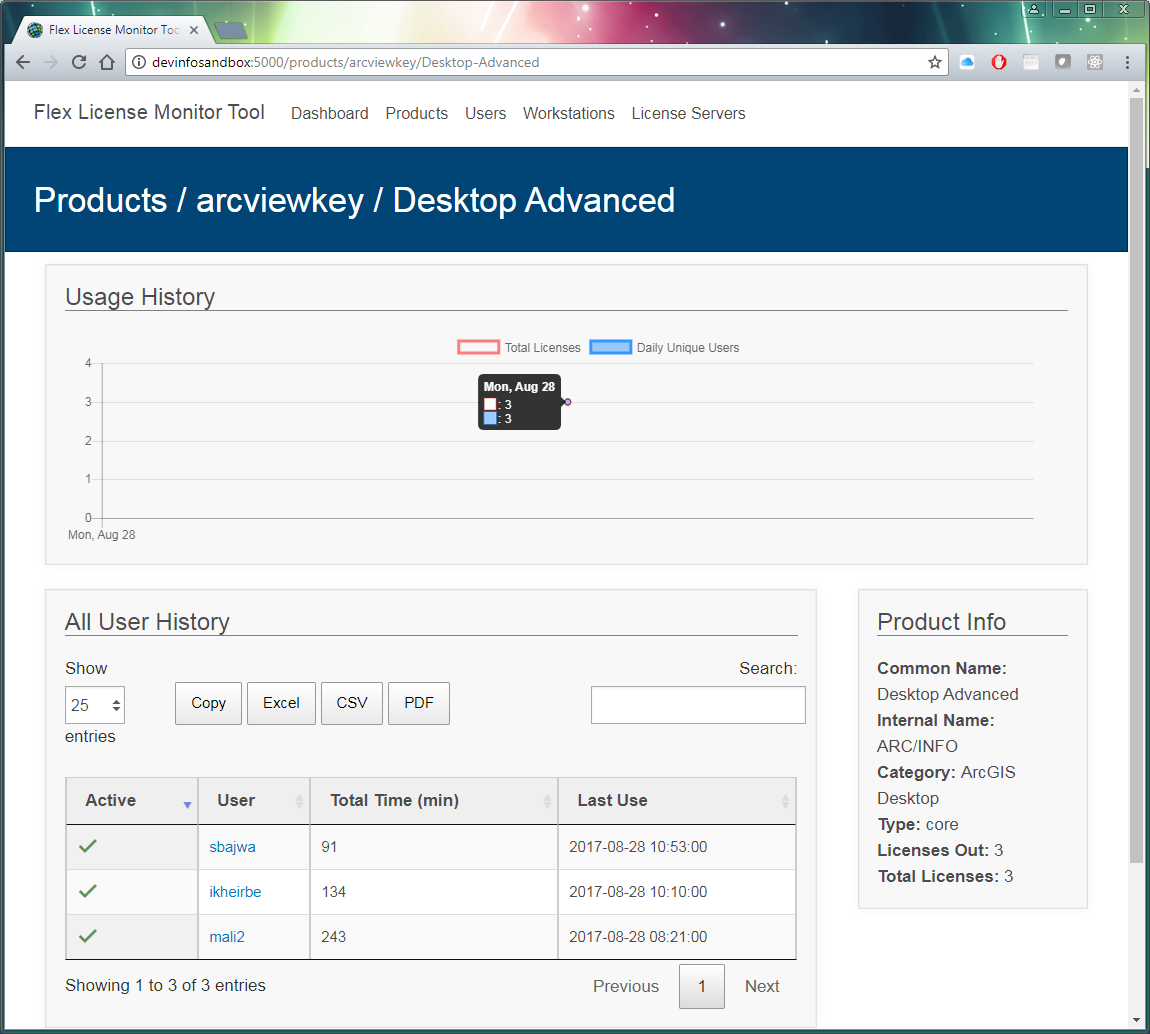 Flex License Monitor Too
devinfosandbox:5000/products/arcviewkey/Desktop-Advanced
Flex License Monitor Tool Dashboard Products Users Workstations License Servers
Products / arcviewkey / Desktop Advanced
Usage History
Total Licenses Daily Unique Users
4
Mon, Aug 28
3
: 3
: 3
2
1
0
Mon, Aug 28
All User History
Show
25
entries
Copy Excel CSV PDF
Search:
Active User Total Time (min) Last Use
sbajwa 91 2017-08-28 10:53:00
ikheirbe 134 2017-08-28 10:10:00
mali2 243 2017-08-28 08:21:00
Showing 1 to 3 of 3 entries
Previous 1 Next
Product Info
Common Name:
Desktop Advanced
Internal Name:
ARC/INFO
Category: ArcGIS
Desktop
Type: core
Licenses Out: 3
Total Licenses: 3